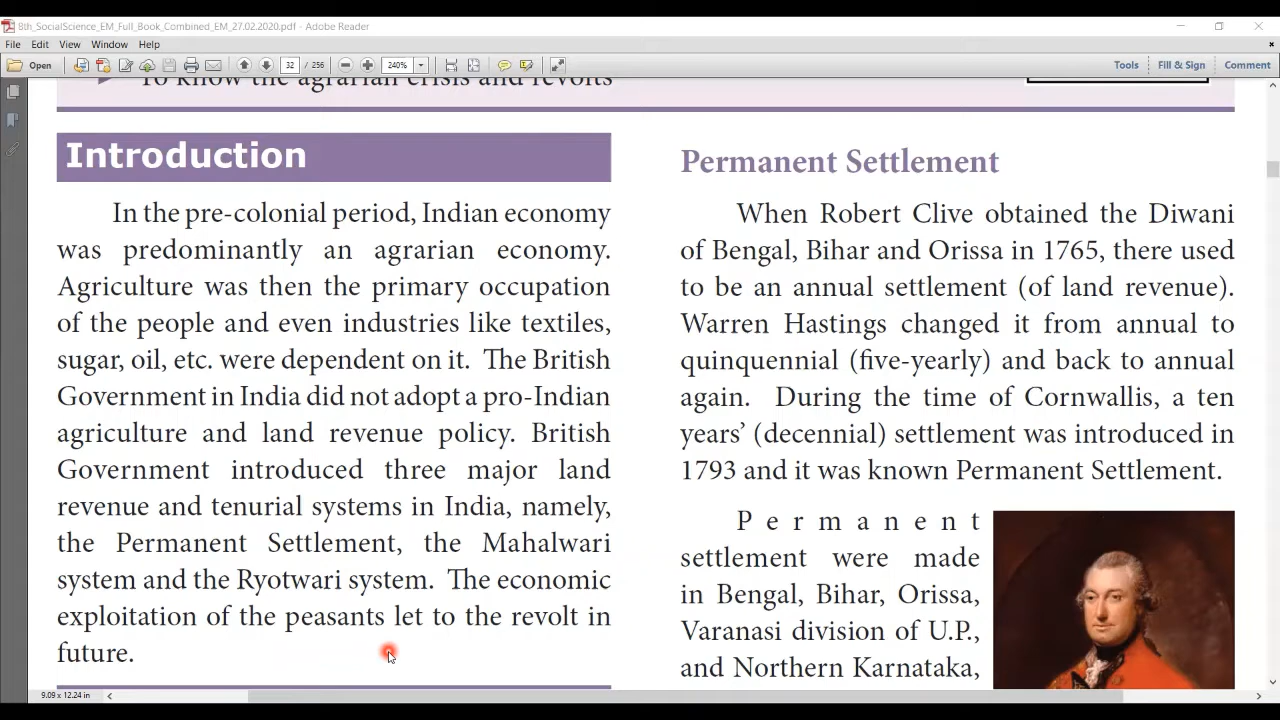 8th_SocialScience_EM_Full_Book_Combined_EM_27.02.2020.pdf - Adobe Reader
File Edit View Window Help
Open 32 / 256 240% Tools Fill & Sign Comment
To know the agrarian crisis and revolts
Introduction
In the pre-colonial period, Indian economy
was predominantly an agrarian economy.
Agriculture was then the primary occupation
of the people and even industries like textiles,
sugar, oil, etc. were dependent on it. The British
Government in India did not adopt a pro-Indian
agriculture and land revenue policy. British
Government introduced three major land
revenue and tenurial systems in India, namely,
the Permanent Settlement, the Mahalwari
system and the Ryotwari system. The economic
exploitation of the peasants let to the revolt in
future.
Permanent Settlement
When Robert Clive obtained the Diwani
of Bengal, Bihar and Orissa in 1765, there used
to be an annual settlement (of land revenue).
Warren Hastings changed it from annual to
quinquennial (five-yearly) and back to annual
again. During the time of Cornwallis, a ten
years’ (decennial) settlement was introduced in
1793 and it was known Permanent Settlement.
Permanent
settlement were made
in Bengal, Bihar, Orissa,
Varanasi division of U.P.,
and Northern Karnataka,
9.09 x 12.24 in